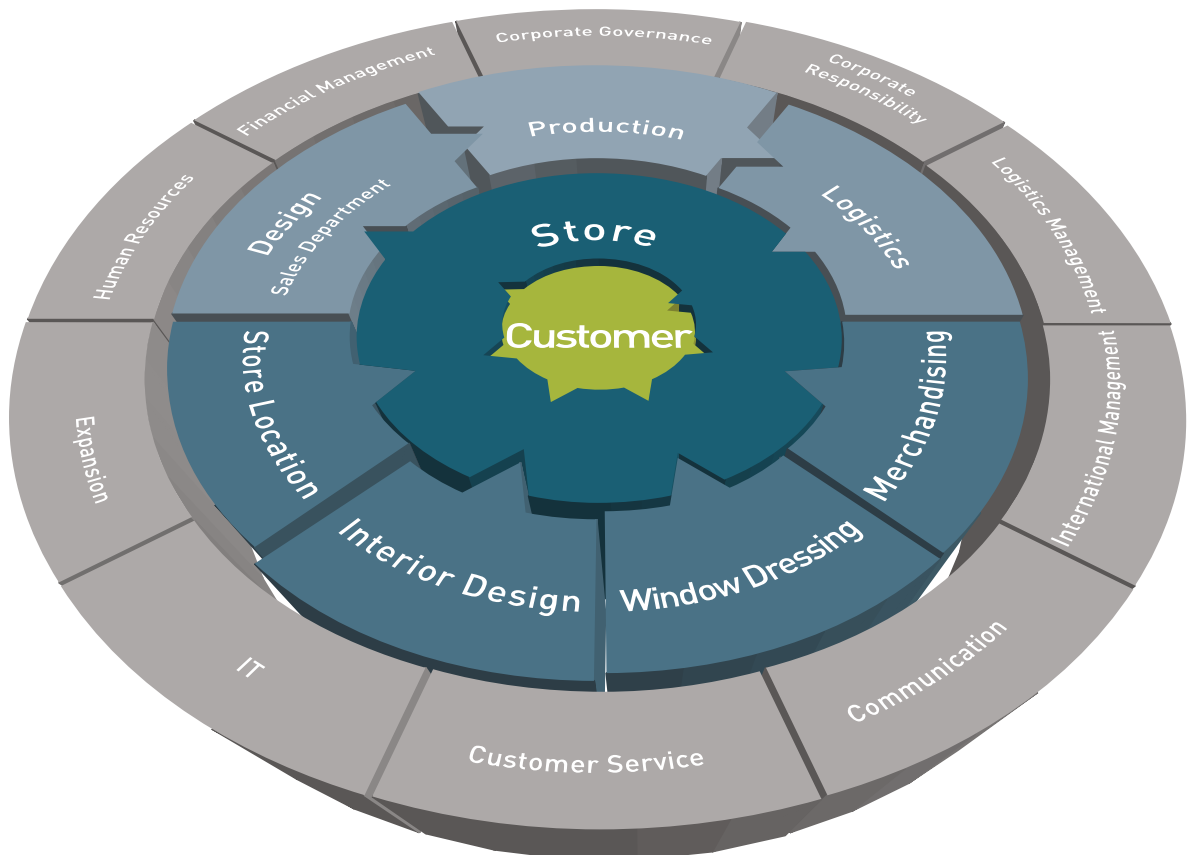 Corporate Governance
Corporate
Responsibility
Logistics Management
International Management
Communication
Customer Service
IT
Expansion
Human Resources
Financial Management
Production
Logistics
Merchandising
Window Dressing
Interior Design
Store Location
Design
Sales Department
Store
Customer